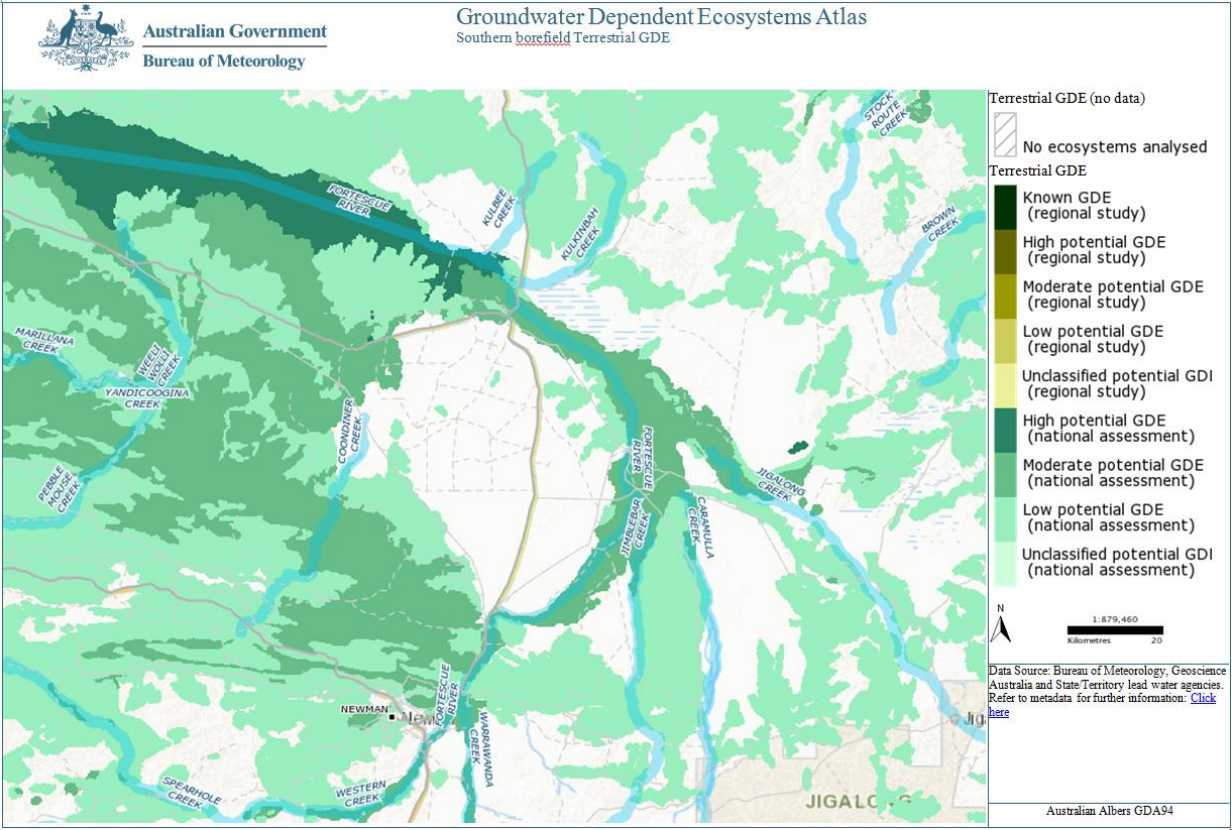 Australian Government
Bureau of Meteorology
Groundwater Dependent Ecosystems Atlas
Southern borefield Terrestrial GDE
STOCK
ROUTE
CREEK
FORTESCUE
RIVER
KULBEE
CREEK
KULKINBAH
CREEK
BROWN
CREEK
MARILLANA
CREEK
WEELI
WOLLI
CREEK
YANDICOOGINA
CREEK
COONDINER
CREEK
PEBBLE
MOUSE
CREEK
FORTESCUE
RIVER
JIGALONG
CREEK
JIMBLEBAR
CREEK
CARAMULLA
CREEK
FORTESCUE
RIVER
NEWMAN
Newm
WARRAWANDA
CREEK
Jig
SPEARHOLE
CREEK
WESTERN
CREEK
JIGALONG
Terrestrial GDE (no data)
No ecosystems analysed
Terrestrial GDE
Known GDE
(regional study)
High potential GDE
(regional study)
Moderate potential GDE
(regional study)
Low potential GDE
(regional study)
Unclassified potential GDI
(regional study)
High potential GDE
(national assessment)
Moderate potential GDE
(national assessment)
Low potential GDE
(national assessment)
Unclassified potential GDI
(national assessment)
N
1:879,460
Kilometres 20
Data Source: Bureau of Meteorology, Geoscience
Australia and State/Territory lead water agencies.
Refer to metadata for further information: Click
here
Australian Albers GDA94